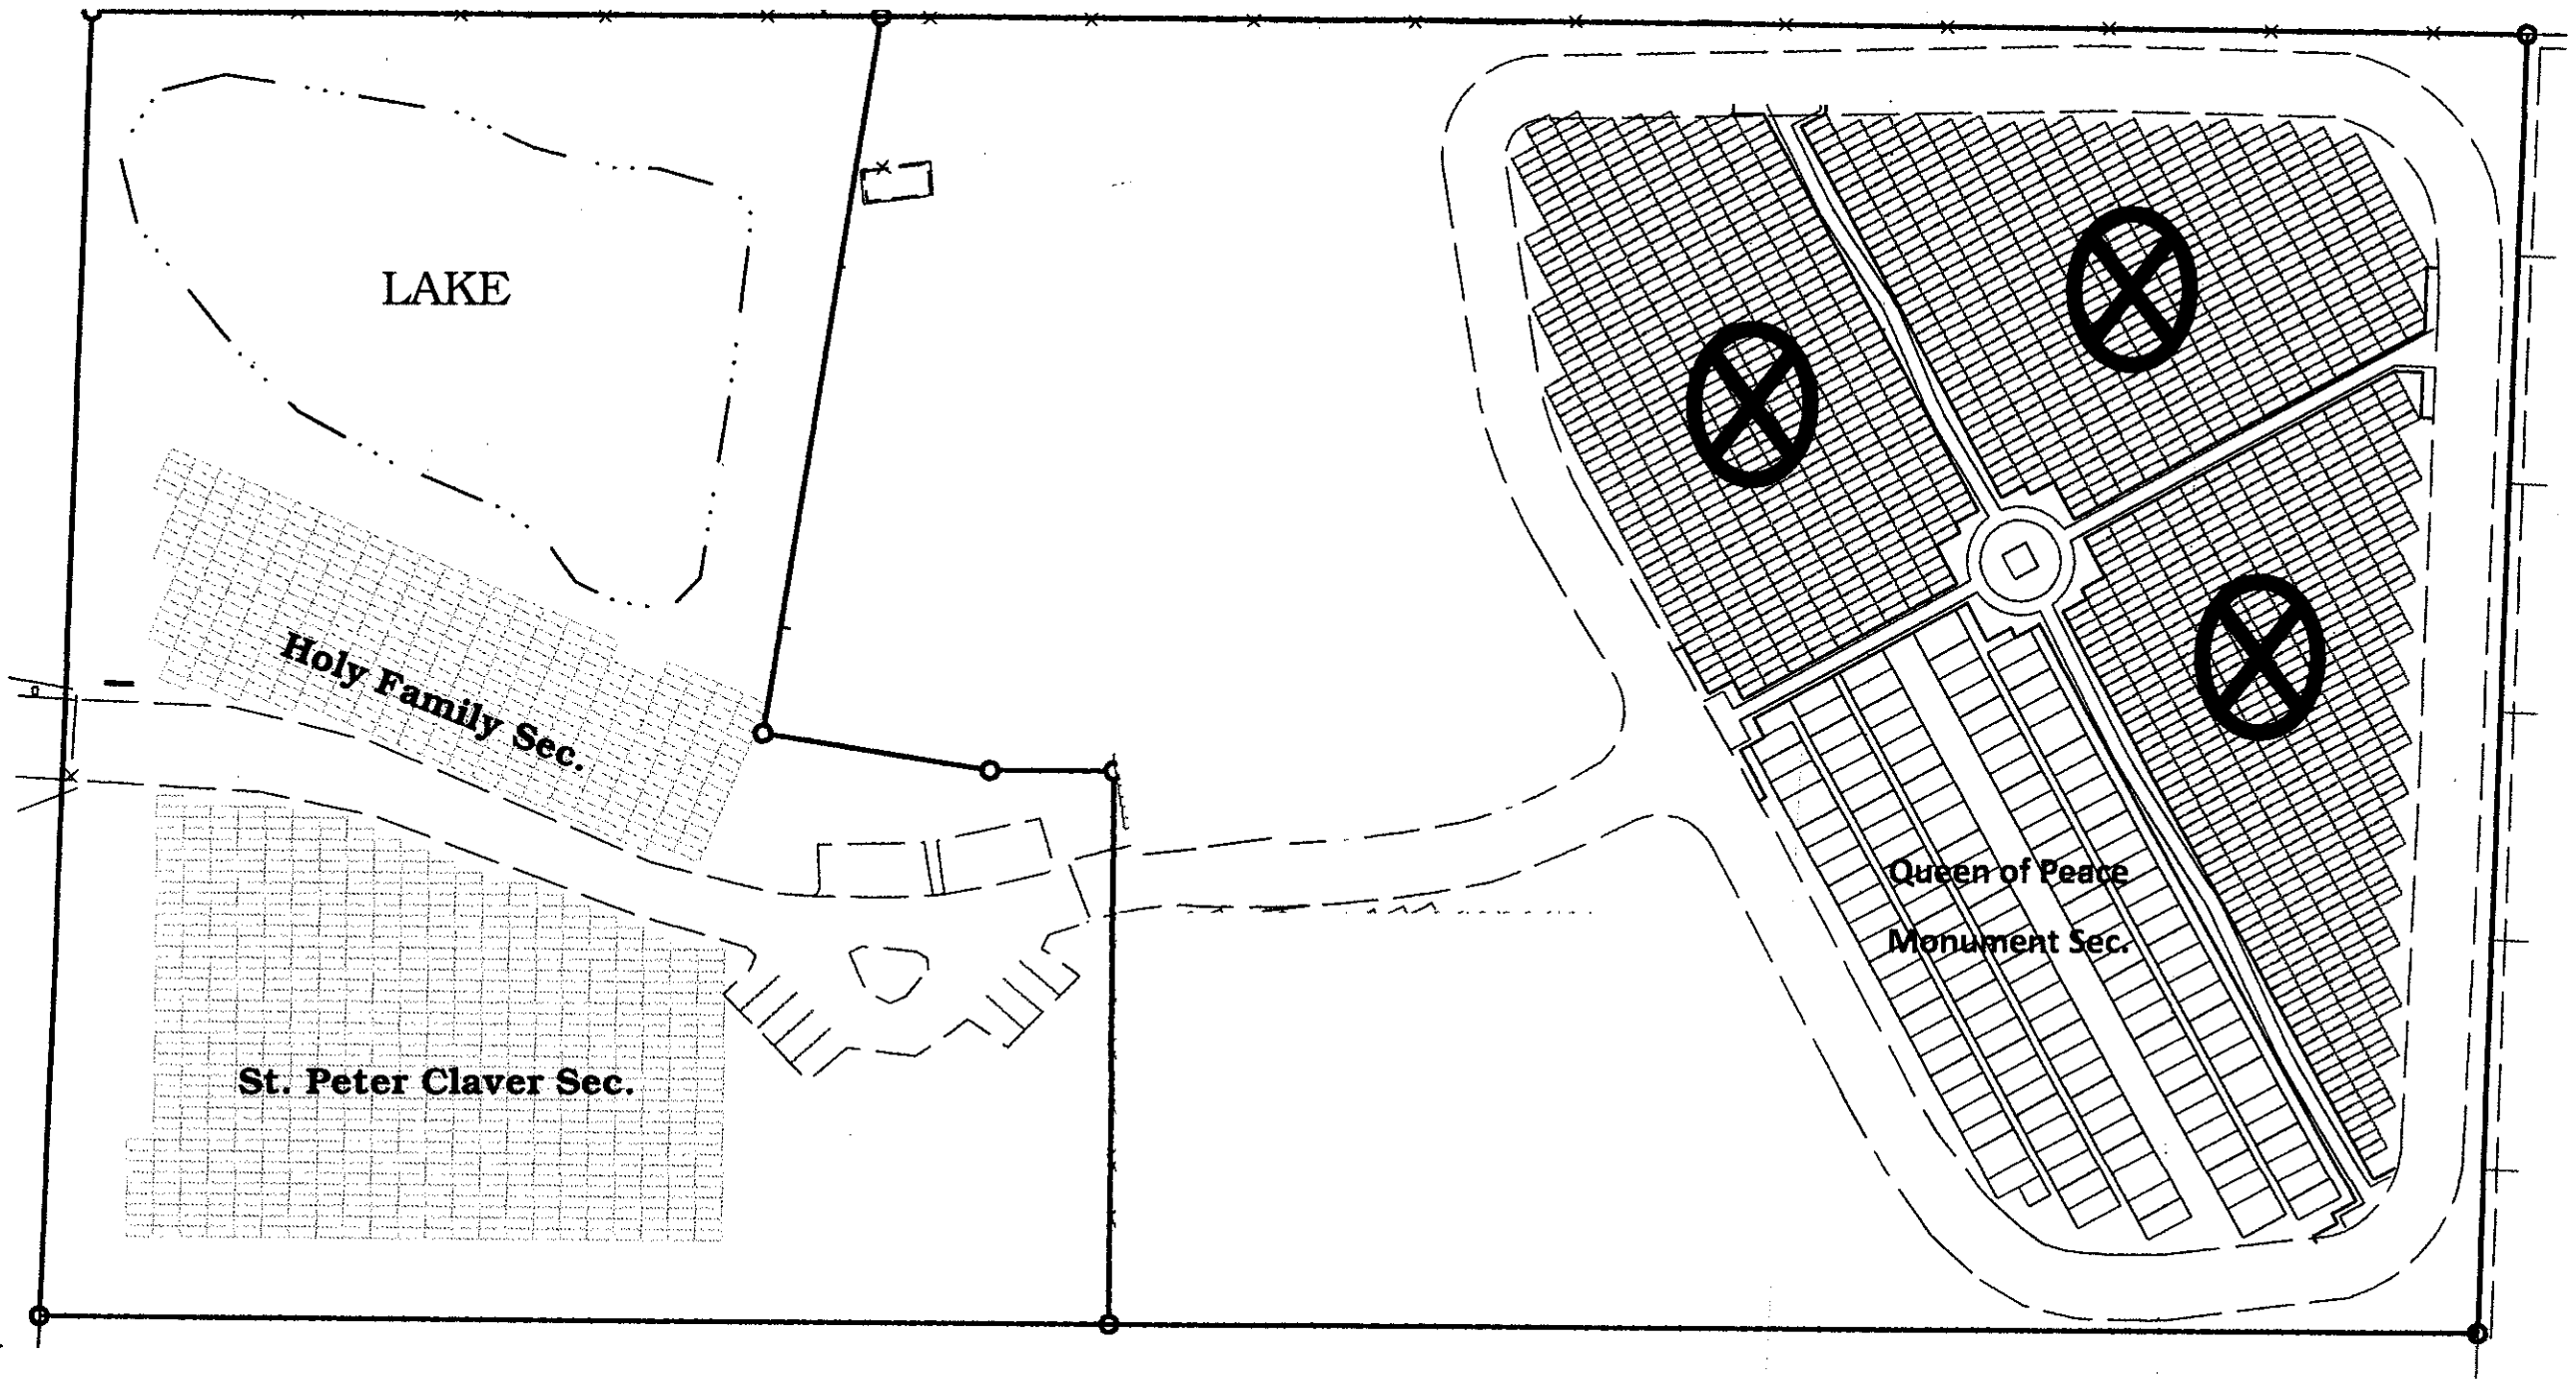 LAKE
Holy Family Sec.
St. Peter Claver Sec.
Queen of Peace
Monument Sec.